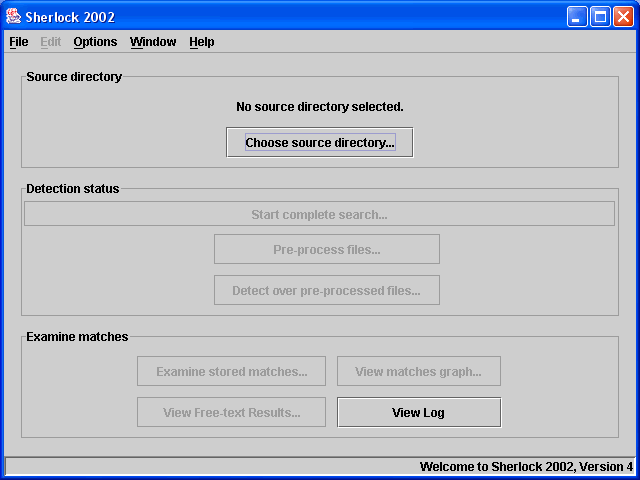 Sherlock 2002
File Edit Options Window Help
Source directory
No source directory selected.
Choose source directory...
Detection status
Start complete search...
Pre-process files...
Detect over pre-processed files...
Examine matches
Examine stored matches... View matches graph...
View Free-text Results... View Log
Welcome to Sherlock 2002, Version 4